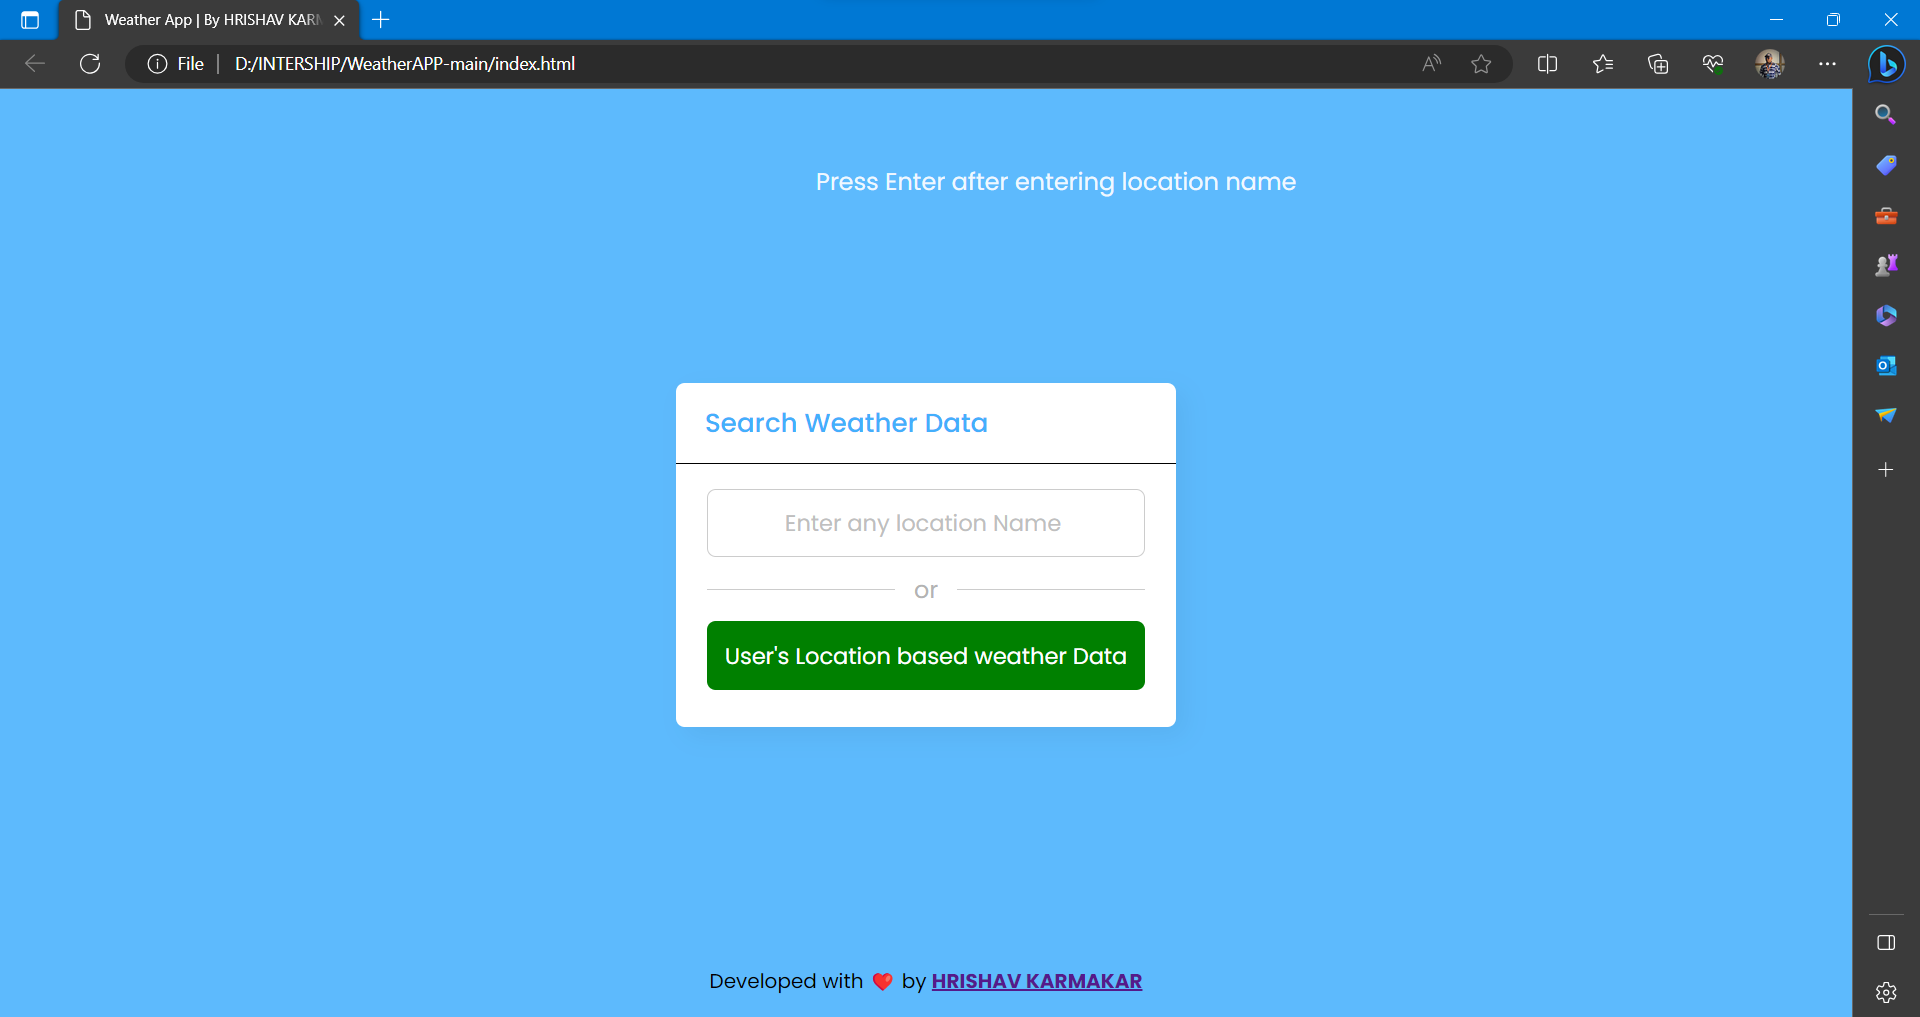 Weather App | By HRISHAV KARM
File
D:/INTERSHIP/WeatherAPP-main/index.html
Press Enter after entering location name
Search Weather Data
Enter any location Name
or
User's Location based weather Data
Developed with ❤️ by HRISHAV KARMAKAR